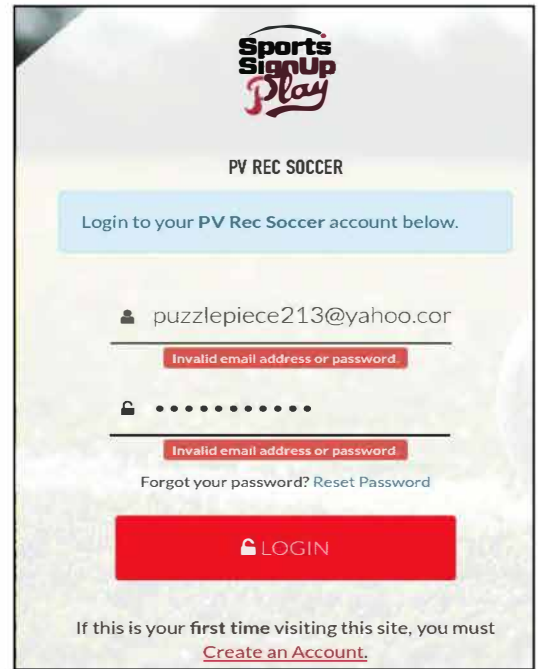 Sports
SignUp
Play
PV REC SOCCER
Login to your PV Rec Soccer account below.
puzzlepiece213@yahoo.cor
Invalid email address or password.
•••••••••••
Invalid email address or password.
Forgot your password? Reset Password
LOGIN
If this is your first time visiting this site, you must
Create an Account.